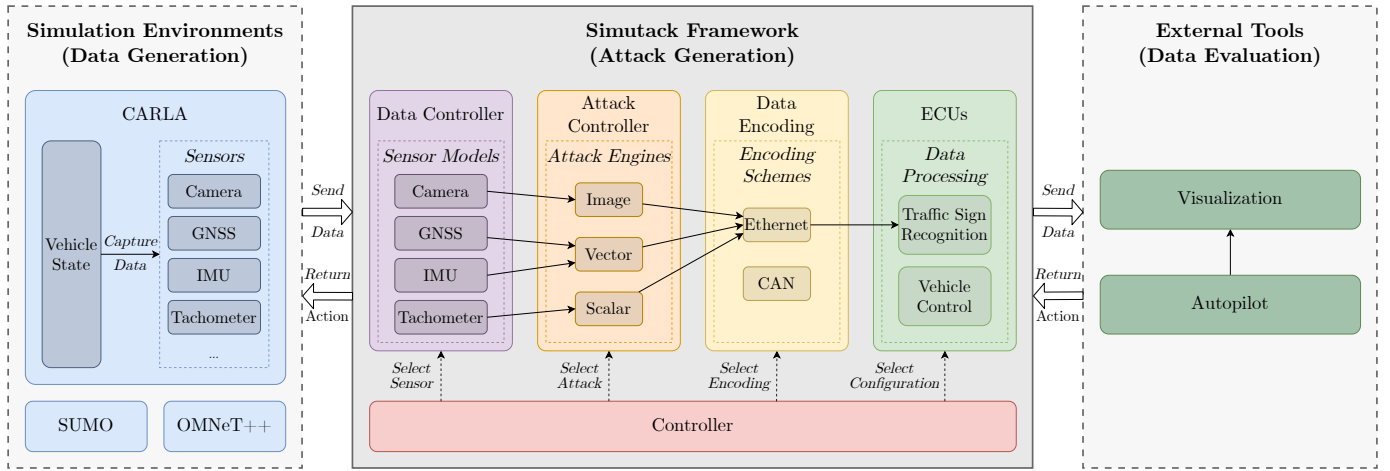 Simulation Environments
(Data Generation)
CARLA
Vehicle
State
Capture
Data
Sensors
Camera
GNSS
IMU
Tachometer
...
SUMO
OMNeT++
Send
Data
Return
Action
Simutack Framework
(Attack Generation)
Data Controller
Sensor Models
Camera
GNSS
IMU
Tachometer
Attack
Controller
Attack Engines
Image
Vector
Scalar
Data
Encoding
Encoding
Schemes
Ethernet
CAN
ECUs
Data
Processing
Traffic Sign
Recognition
Vehicle
Control
Select
Sensor
Select
Attack
Select
Encoding
Select
Configuration
Controller
Send
Data
Return
Action
External Tools
(Data Evaluation)
Visualization
Autopilot